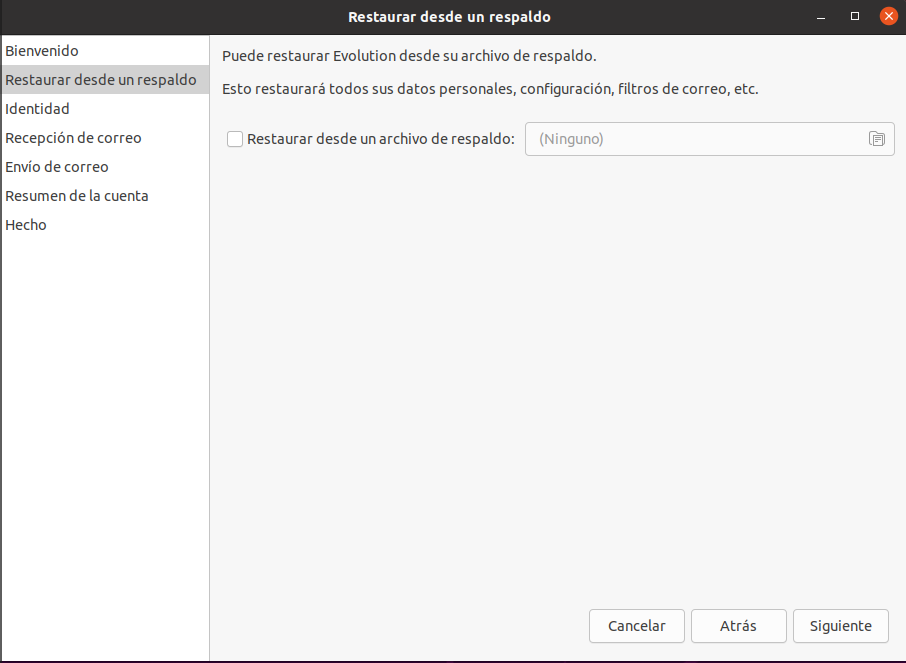 Restaurar desde un respaldo
Bienvenido
Restaurar desde un respaldo
Identidad
Recepción de correo
Envío de correo
Resumen de la cuenta
Hecho
Puede restaurar Evolution desde su archivo de respaldo.
Esto restaurará todos sus datos personales, configuración, filtros de correo, etc.
Restaurar desde un archivo de respaldo: (Ninguno)
Cancelar Atrás Siguiente